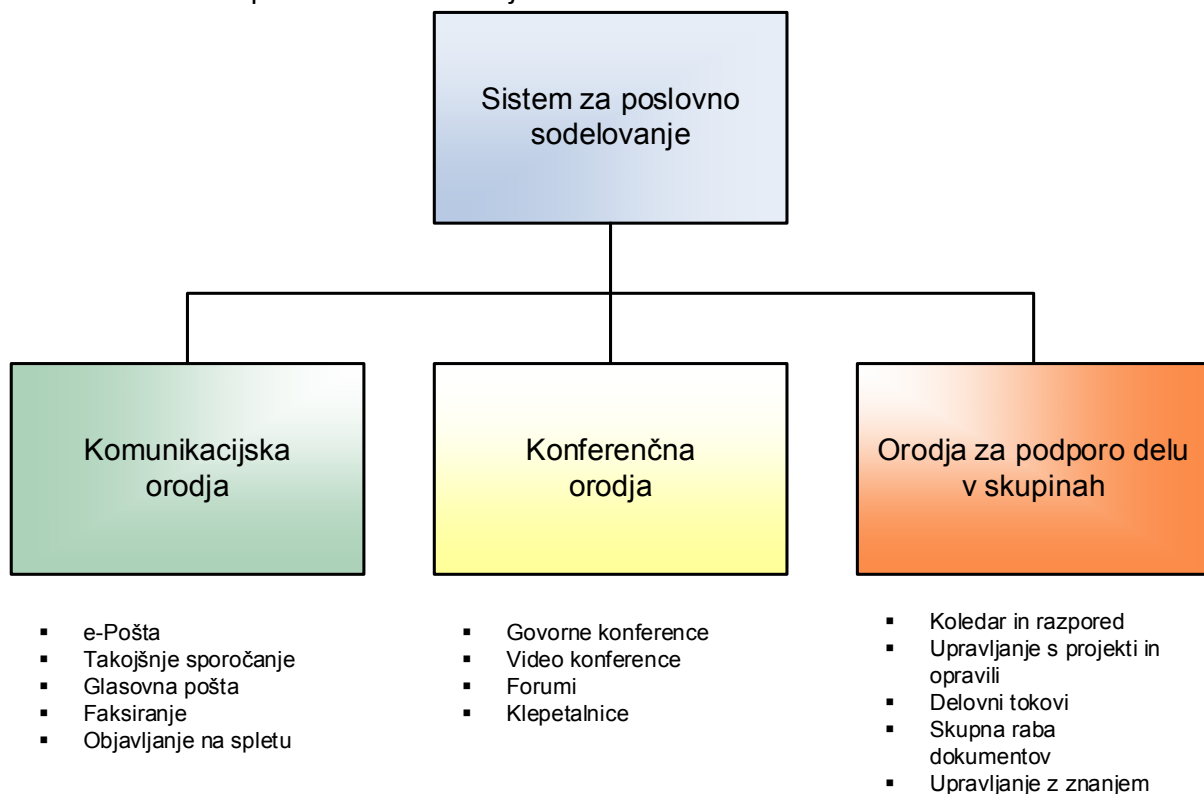 Sistem za poslovno
sodelovanje
Komunikacijska
orodja
Konferenčna
orodja
Orodja za podporo delu
v skupinah
▪ e-Pošta
▪ Takojšnje sporočanje
▪ Glasovna pošta
▪ Faksiranje
▪ Objavljanje na spletu
▪ Govorne konference
▪ Video konference
▪ Forumi
▪ Klepetalnice
▪ Koledar in razpored
▪ Upravljanje s projekti in
opravili
▪ Delovni tokovi
▪ Skupna raba
dokumentov
▪ Upravljanje z znanjem